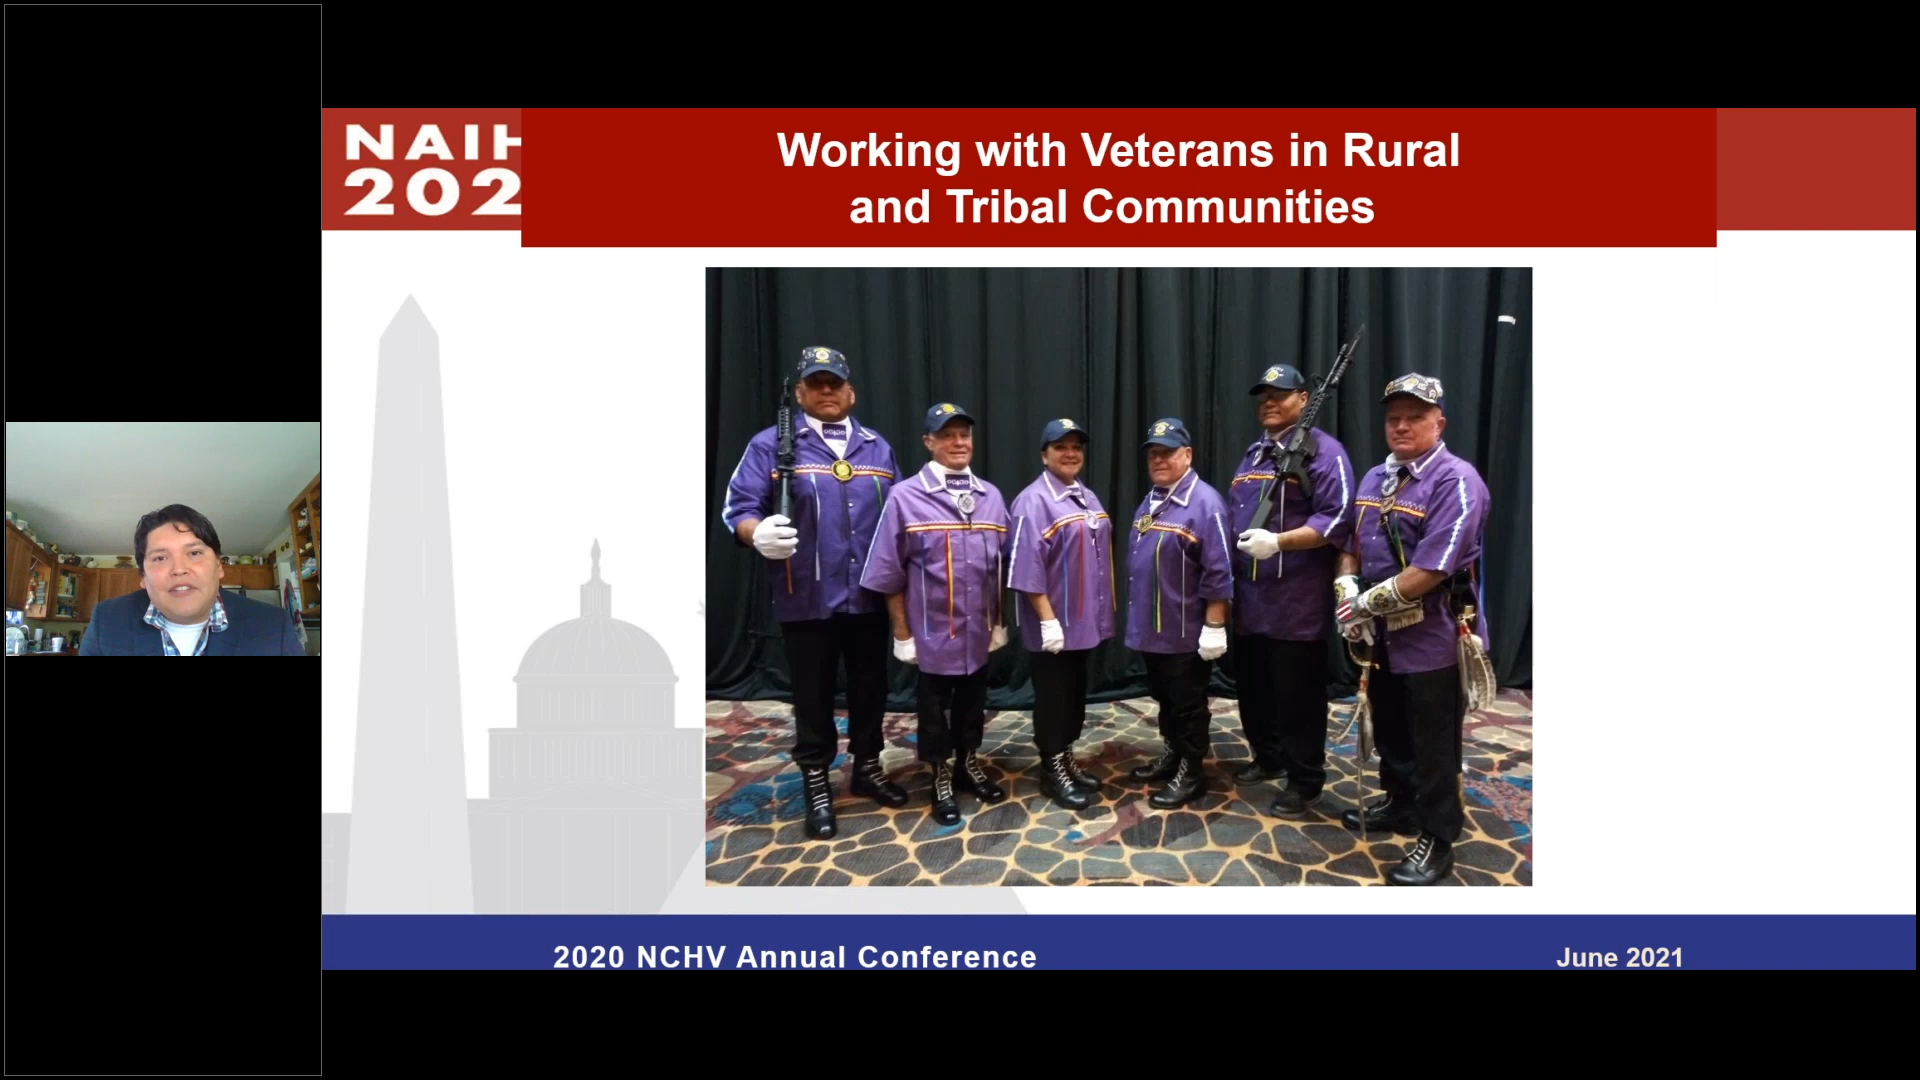 NAIH
202
Working with Veterans in Rural
and Tribal Communities
2020 NCHV Annual Conference
June 2021